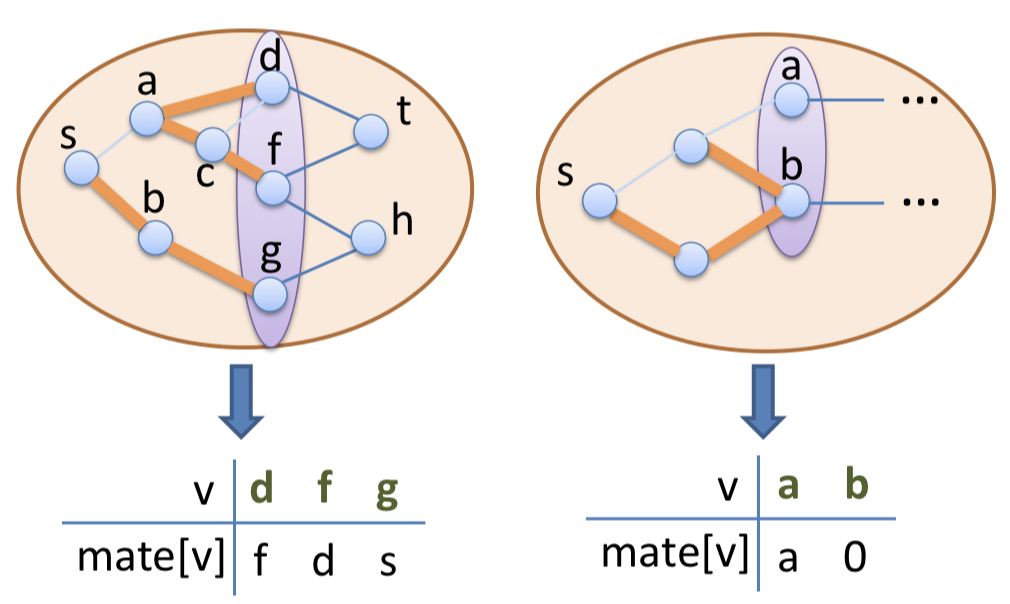 d
a
t
s
f
c
b
h
g
v d f g
mate[v] f d s
a
...
b
s
...
v a b
mate[v] a 0